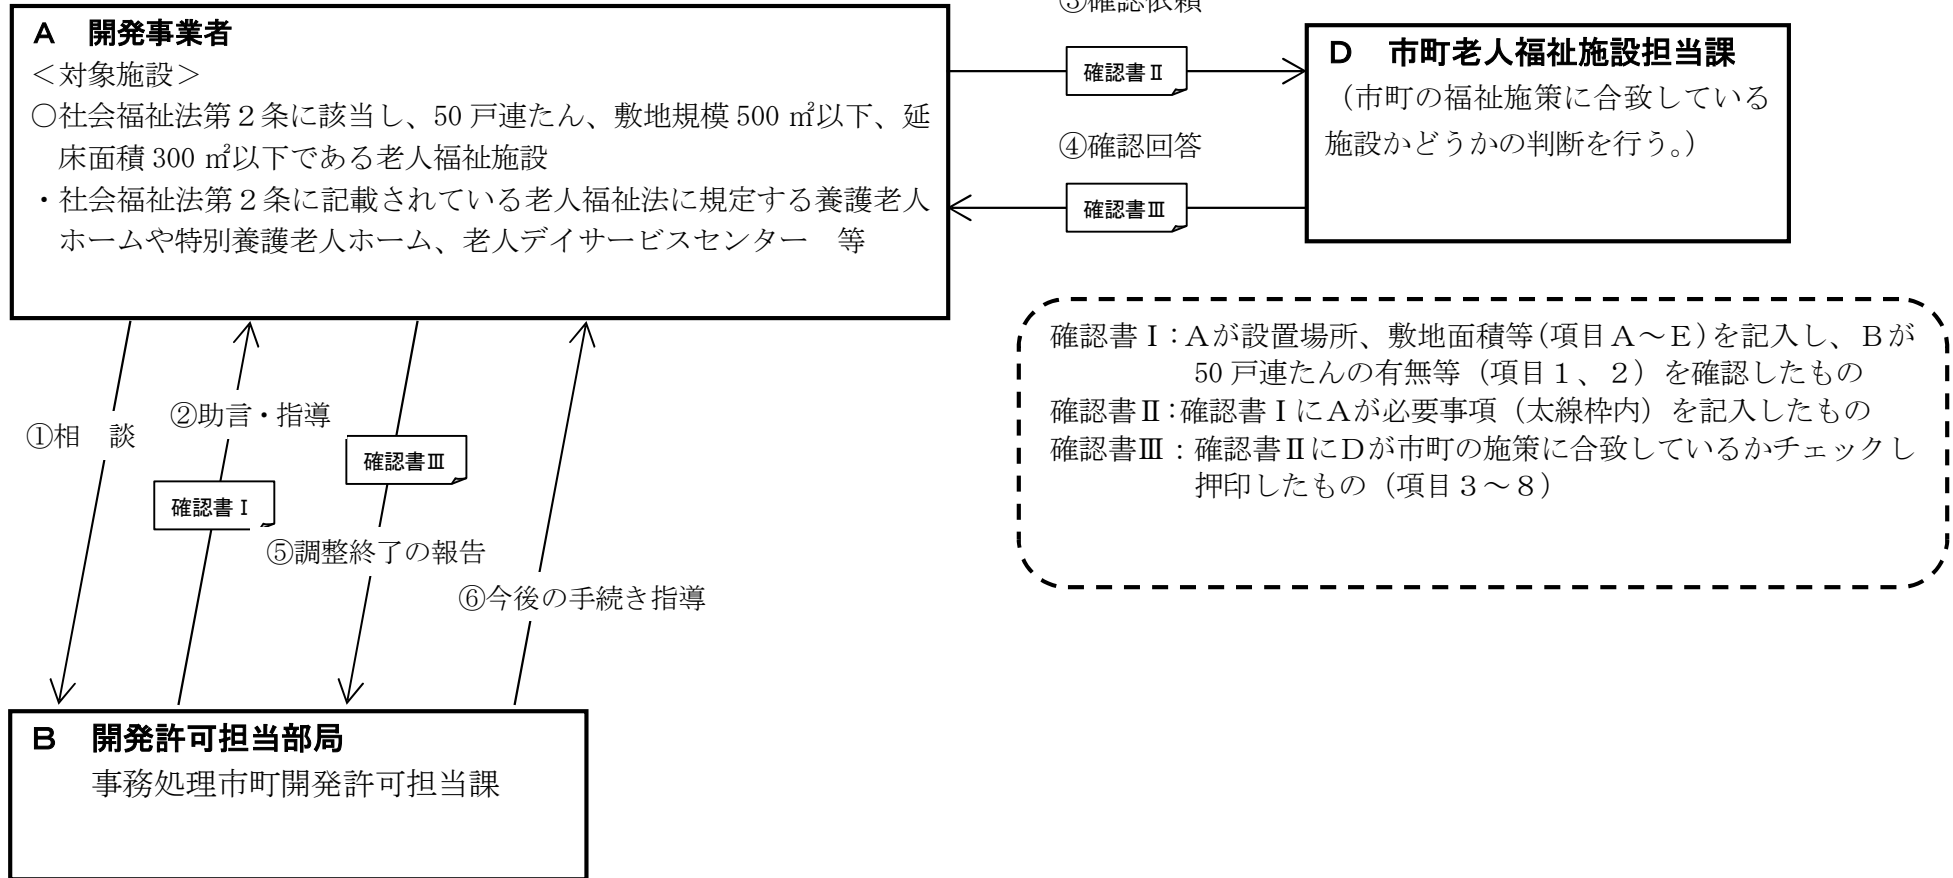 ③確認依頼
A 開発事業者
＜対象施設＞
○社会福祉法第２条に該当し、50 戸連たん、敷地規模 500 ㎡以下、延
床面積 300 ㎡以下である老人福祉施設
・社会福祉法第２条に記載されている老人福祉法に規定する養護老人
ホームや特別養護老人ホーム、老人デイサービスセンター　等
確認書Ⅱ
④確認回答
確認書Ⅲ
D 市町老人福祉施設担当課
（市町の福祉施策に合致している
施設かどうかの判断を行う。）
確認書Ⅰ：Ａが設置場所、敷地面積等（項目Ａ～Ｅ）を記入し、Ｂが
50 戸連たんの有無等（項目１、２）を確認したもの
確認書Ⅱ：確認書ⅠにＡが必要事項（太線枠内）を記入したもの
確認書Ⅲ：確認書ⅡにＤが市町の施策に合致しているかチェックし
押印したもの（項目３～８）
①相　談
②助言・指導
確認書Ⅰ
確認書Ⅲ
⑤調整終了の報告
⑥今後の手続き指導
B 開発許可担当部局
事務処理市町開発許可担当課